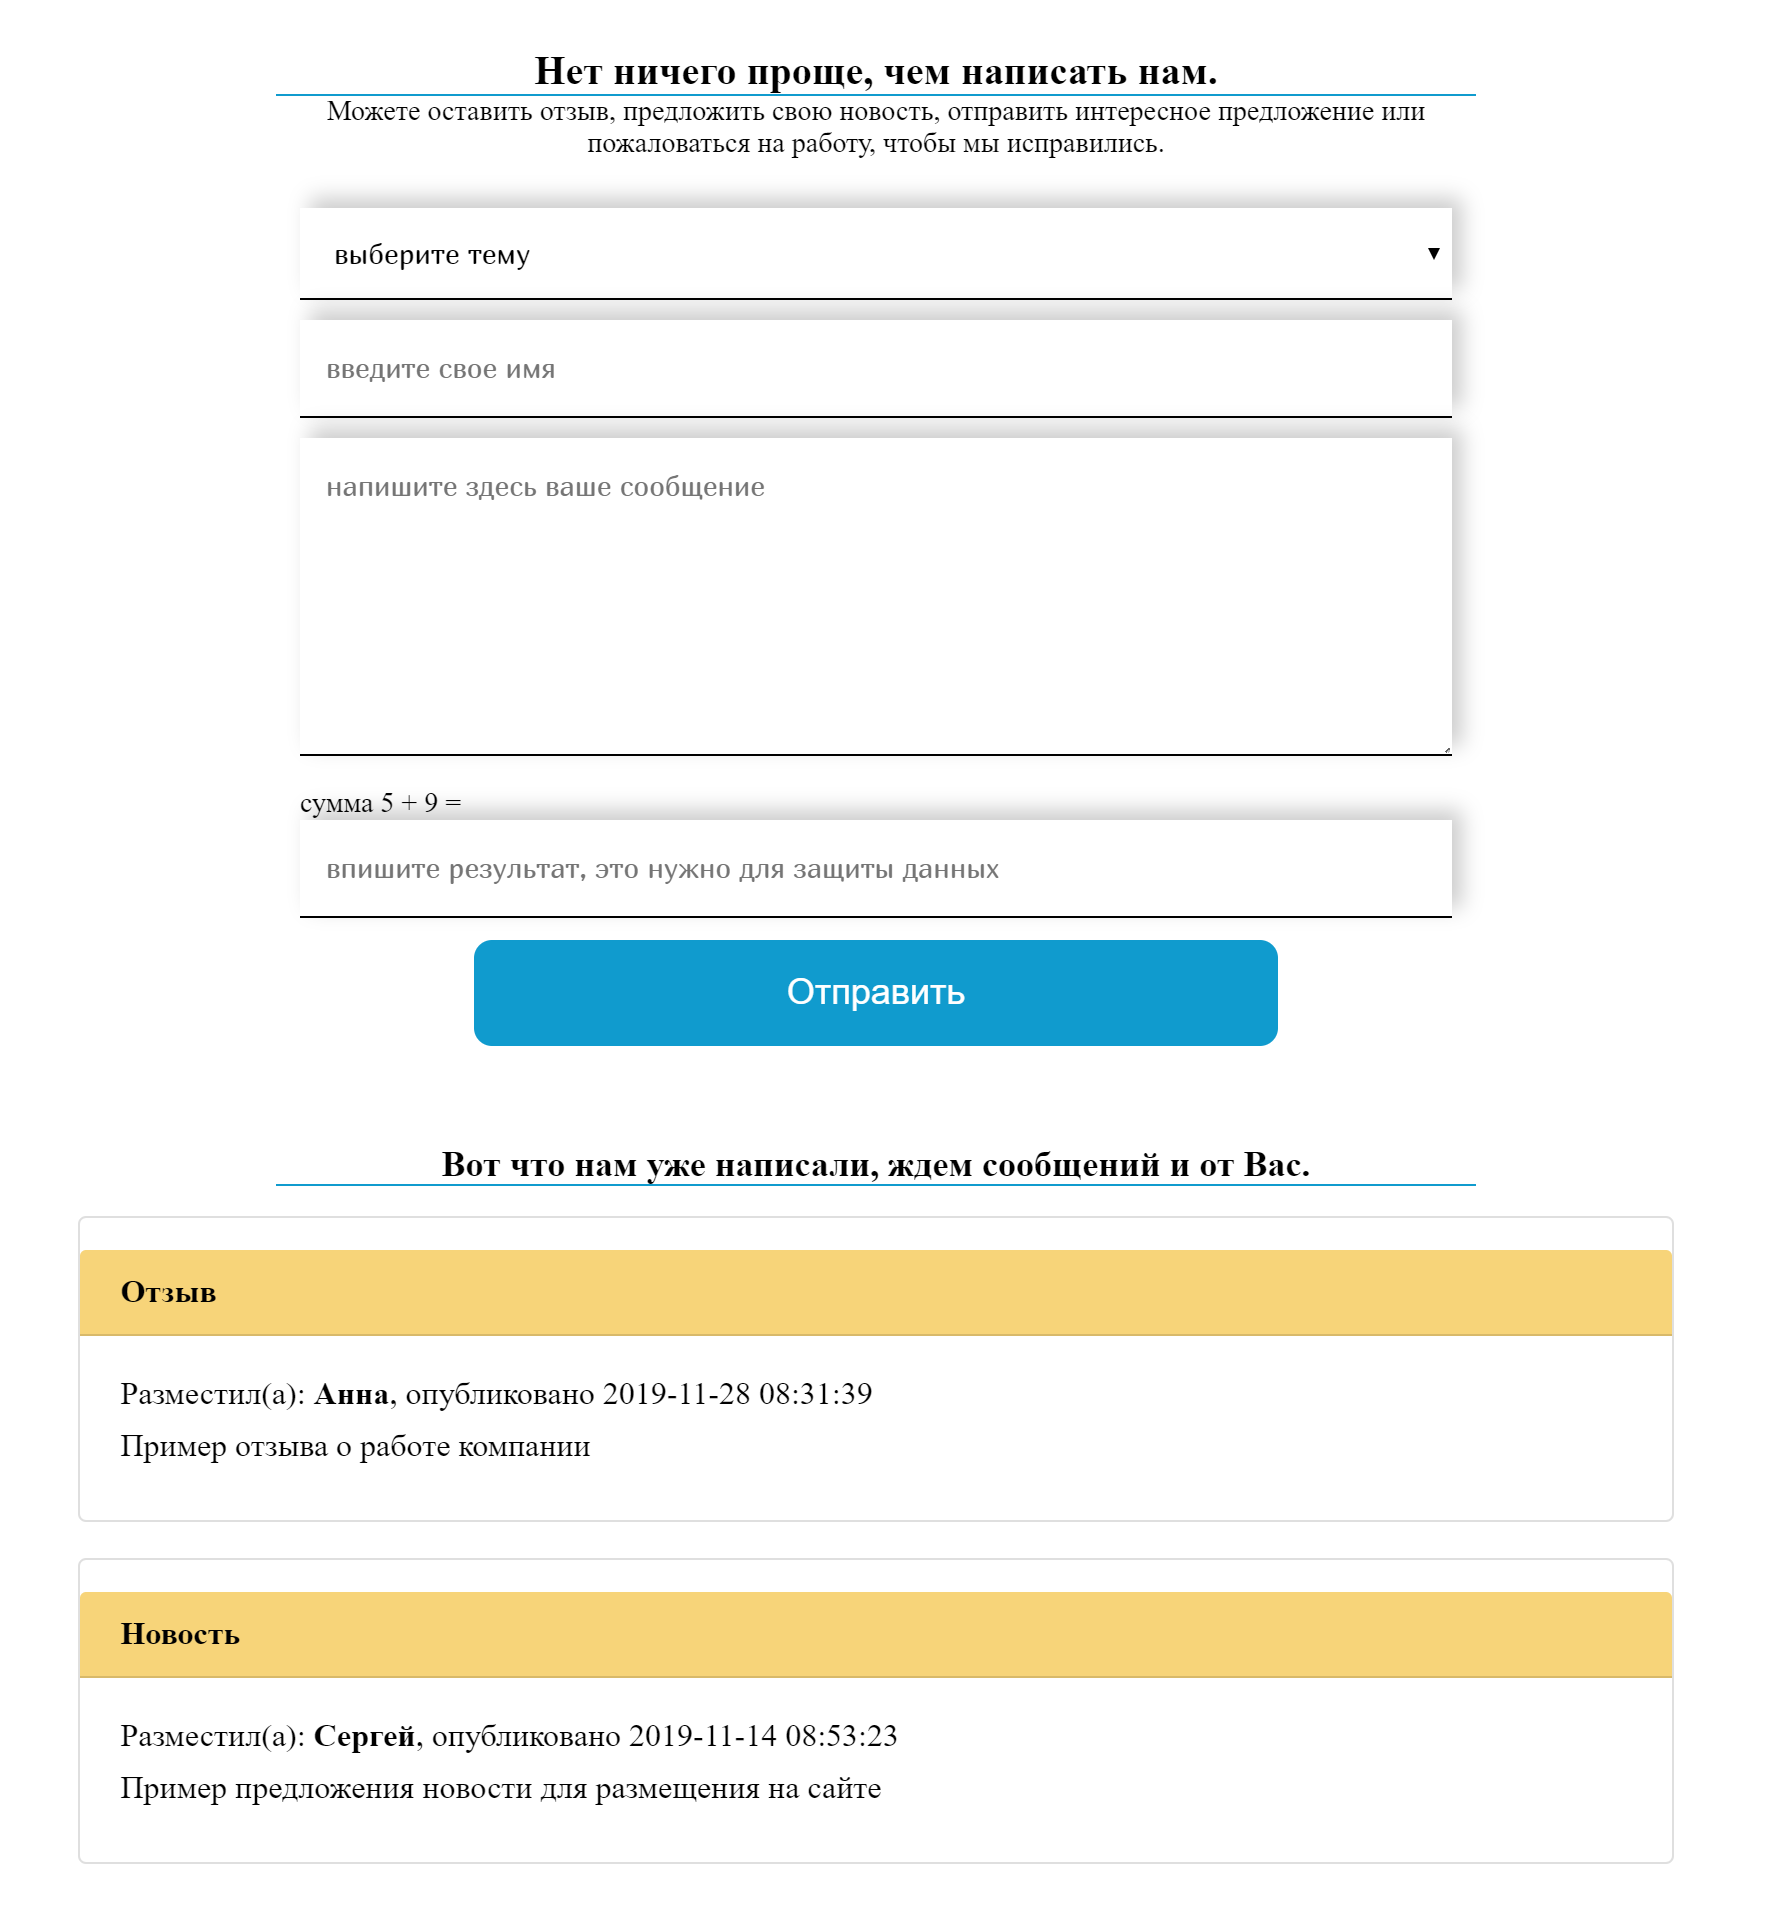 Нет ничего проще, чем написать нам.
Можете оставить отзыв, предложить свою новость, отправить интересное предложение или
пожаловаться на работу, чтобы мы исправились.
выберите тему
введите свое имя
напишите здесь ваше сообщение
сумма 5 + 9 =
впишите результат, это нужно для защиты данных
Отправить
Вот что нам уже написали, ждем сообщений и от Вас.
Отзыв
Разместил(а): Анна, опубликовано 2019-11-28 08:31:39
Пример отзыва о работе компании
Новость
Разместил(а): Сергей, опубликовано 2019-11-14 08:53:23
Пример предложения новости для размещения на сайте